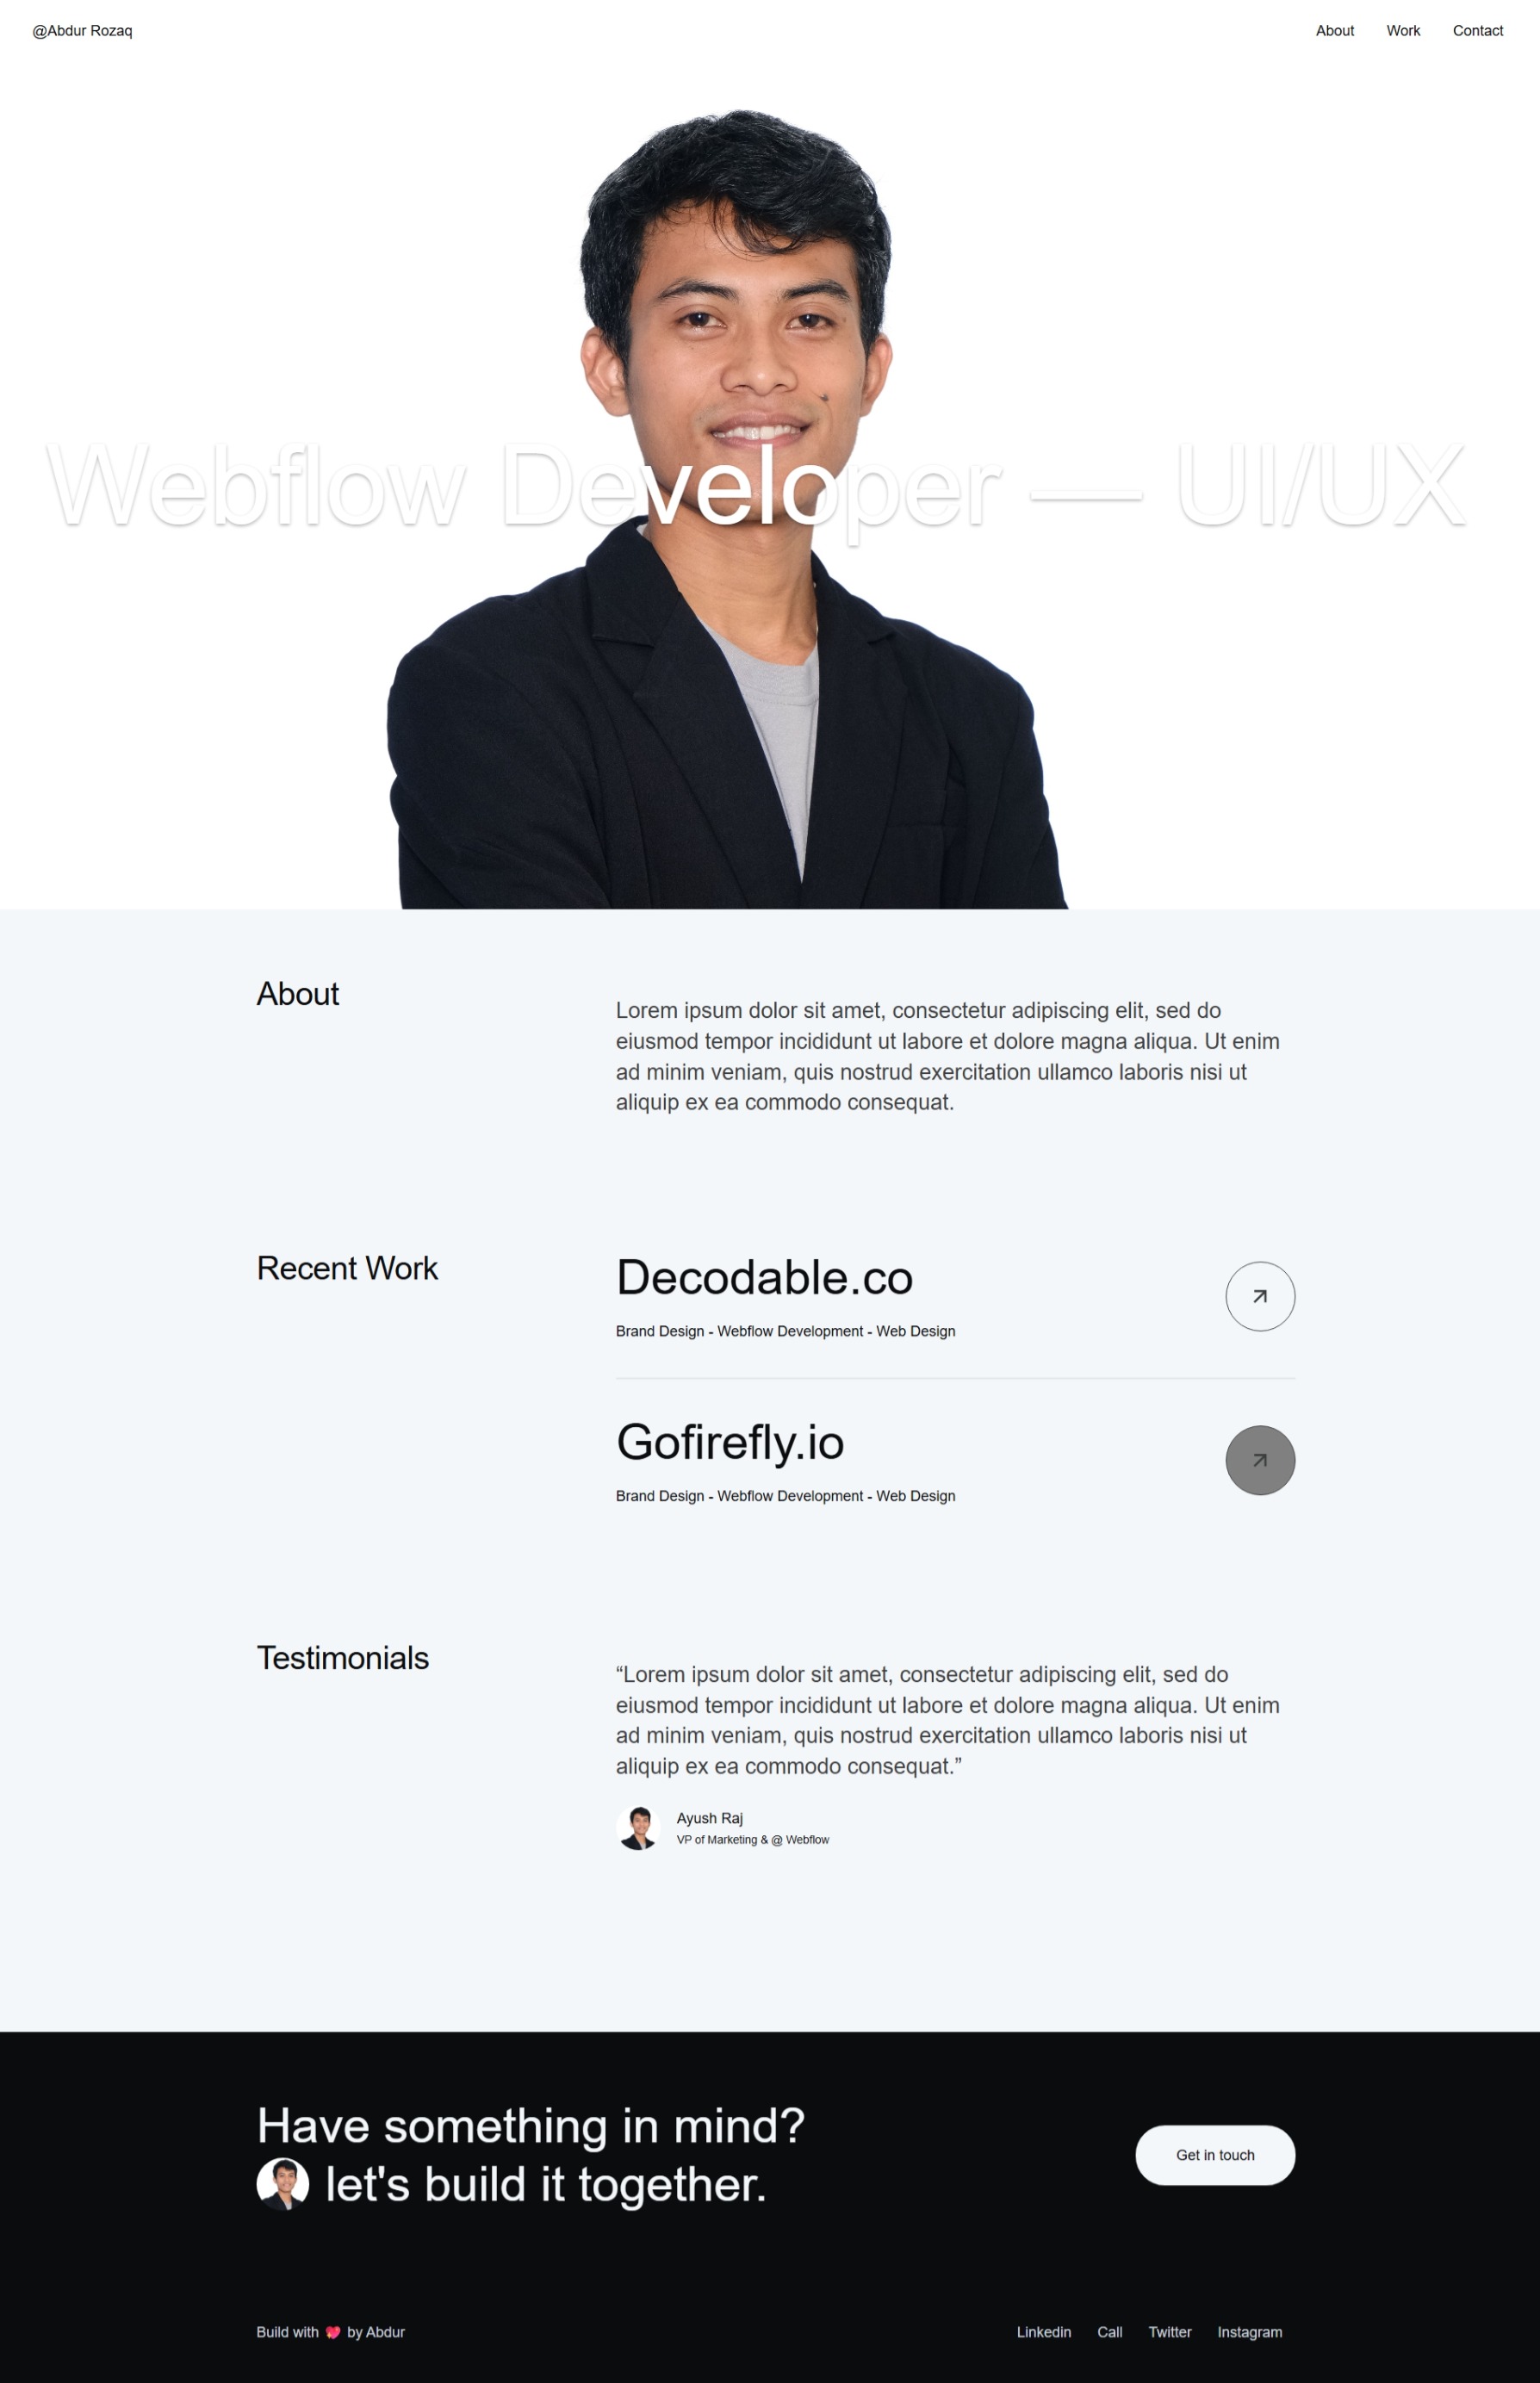 @Abdur Rozaq
About Work Contact
Webflow Developer — UI/UX
About
Lorem ipsum dolor sit amet, consectetur adipiscing elit, sed do
eiusmod tempor incididunt ut labore et dolore magna aliqua. Ut enim
ad minim veniam, quis nostrud exercitation ullamco laboris nisi ut
aliquip ex ea commodo consequat.
Recent Work
Decodable.co
Brand Design - Webflow Development - Web Design
Gofirefly.io
Brand Design - Webflow Development - Web Design
Testimonials
“Lorem ipsum dolor sit amet, consectetur adipiscing elit, sed do
eiusmod tempor incididunt ut labore et dolore magna aliqua. Ut enim
ad minim veniam, quis nostrud exercitation ullamco laboris nisi ut
aliquip ex ea commodo consequat.”
Ayush Raj
VP of Marketing & @ Webflow
Have something in mind?
let's build it together.
Get in touch
Build with 💖 by Abdur
Linkedin Call Twitter Instagram